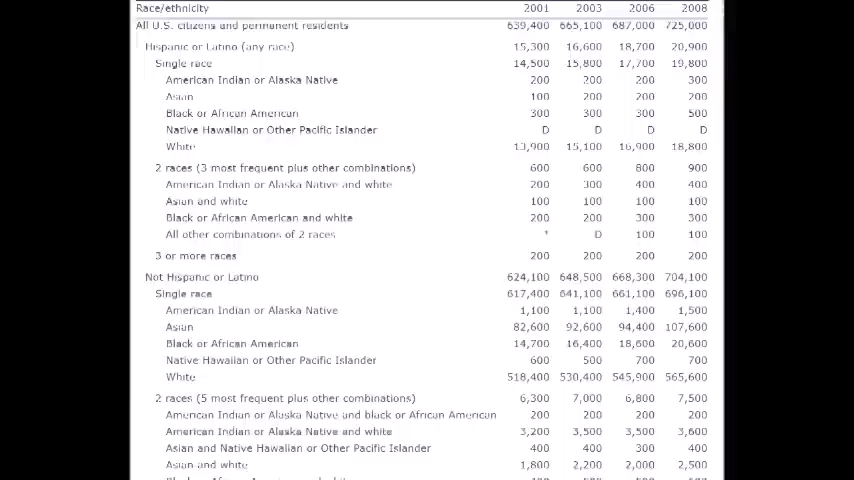 Race/ethnicity 2001 2003 2006 2008
All U.S. citizens and permanent residents 639,400 665,100 687,000 725,000
Hispanic or Latino (any race) 15,300 16,600 18,700 20,900
Single race 14,500 15,800 17,700 19,800
American Indian or Alaska Native 200 200 200 300
Asian 100 200 200 200
Black or African American 300 300 300 500
Native Hawaiian or Other Pacific Islander D D D D
White 13,900 15,100 16,900 18,800
2 races (3 most frequent plus other combinations) 600 600 800 900
American Indian or Alaska Native and white 200 300 400 400
Asian and white 100 100 100 100
Black or African American and white 200 200 300 300
All other combinations of 2 races * D 100 100
3 or more races 200 200 200 200
Not Hispanic or Latino 624,100 648,500 668,300 704,100
Single race 617,400 641,100 661,100 696,100
American Indian or Alaska Native 1,100 1,100 1,400 1,500
Asian 82,600 92,600 94,400 107,600
Black or African American 14,700 16,400 18,600 20,600
Native Hawaiian or Other Pacific Islander 600 500 700 700
White 518,400 530,400 545,900 565,600
2 races (5 most frequent plus other combinations) 6,300 7,000 6,800 7,500
American Indian or Alaska Native and black or African American 200 200 200 200
American Indian or Alaska Native and white 3,200 3,500 3,500 3,600
Asian and Native Hawaiian or Other Pacific Islander 400 400 300 400
Asian and white 1,800 2,200 2,000 2,500